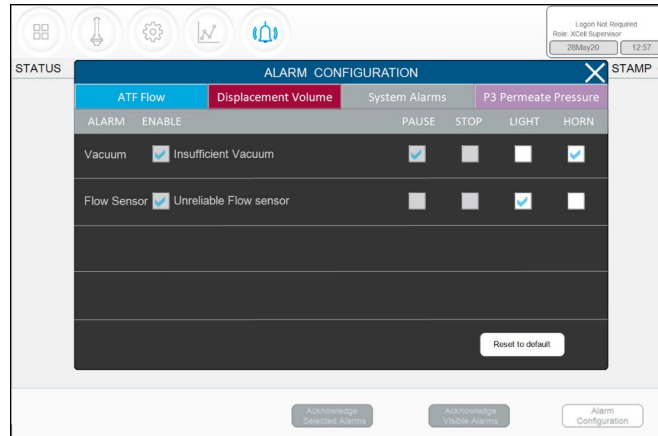 Logon Not Required
Role: XCell Supervisor
28May20 12:57
STATUS STAMP
ALARM CONFIGURATION
ATF Flow Displacement Volume System Alarms P3 Permeate Pressure
ALARM ENABLE PAUSE STOP LIGHT HORN
Vacuum Insufficient Vacuum
Flow Sensor Unreliable Flow sensor
Reset to default
Acknowledge Acknowledge Alarm
Selected Alarms Visible Alarms Configuration